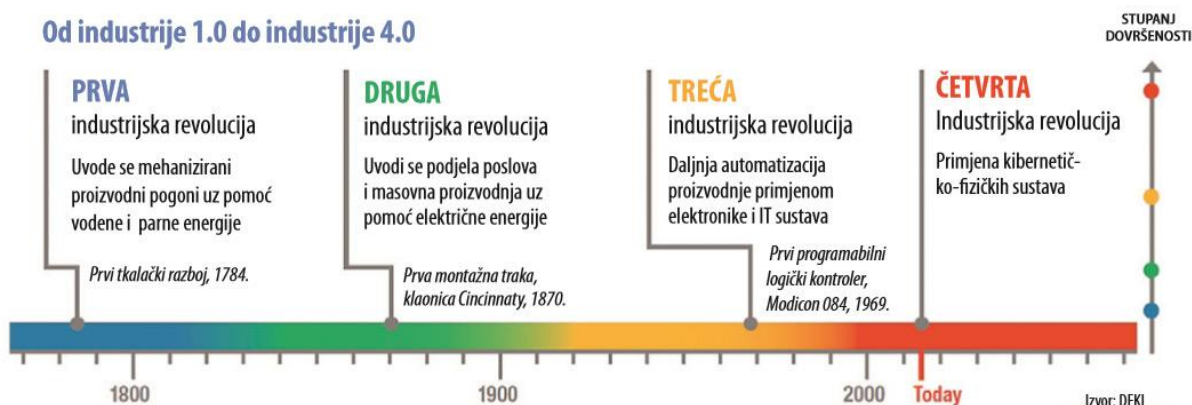 Od industrije 1.0 do industrije 4.0
STUPANJ
DOVRŠENOSTI
PRVA
industrijska revolucija
Uvode se mehanizirani
proizvodni pogoni uz pomoć
vodene i parne energije
Prvi tkalački razboj, 1784.
DRUGA
industrijska revolucija
Uvodi se podjela poslova
i masovna proizvodnja uz
pomoć električne energije
Prva montažna traka,
klaonica Cincinnaty, 1870.
TREĆA
industrijska revolucija
Daljnja automatizacija
proizvodnje primjenom
elektronike i IT sustava
Prvi programabilni
logički kontroler,
Modicon 084, 1969.
ČETVRTA
Industrijska revolucija
Primjena kibernetič-
ko-fizičkih sustava
1800
1900
2000
Today
Izvor: DFKI